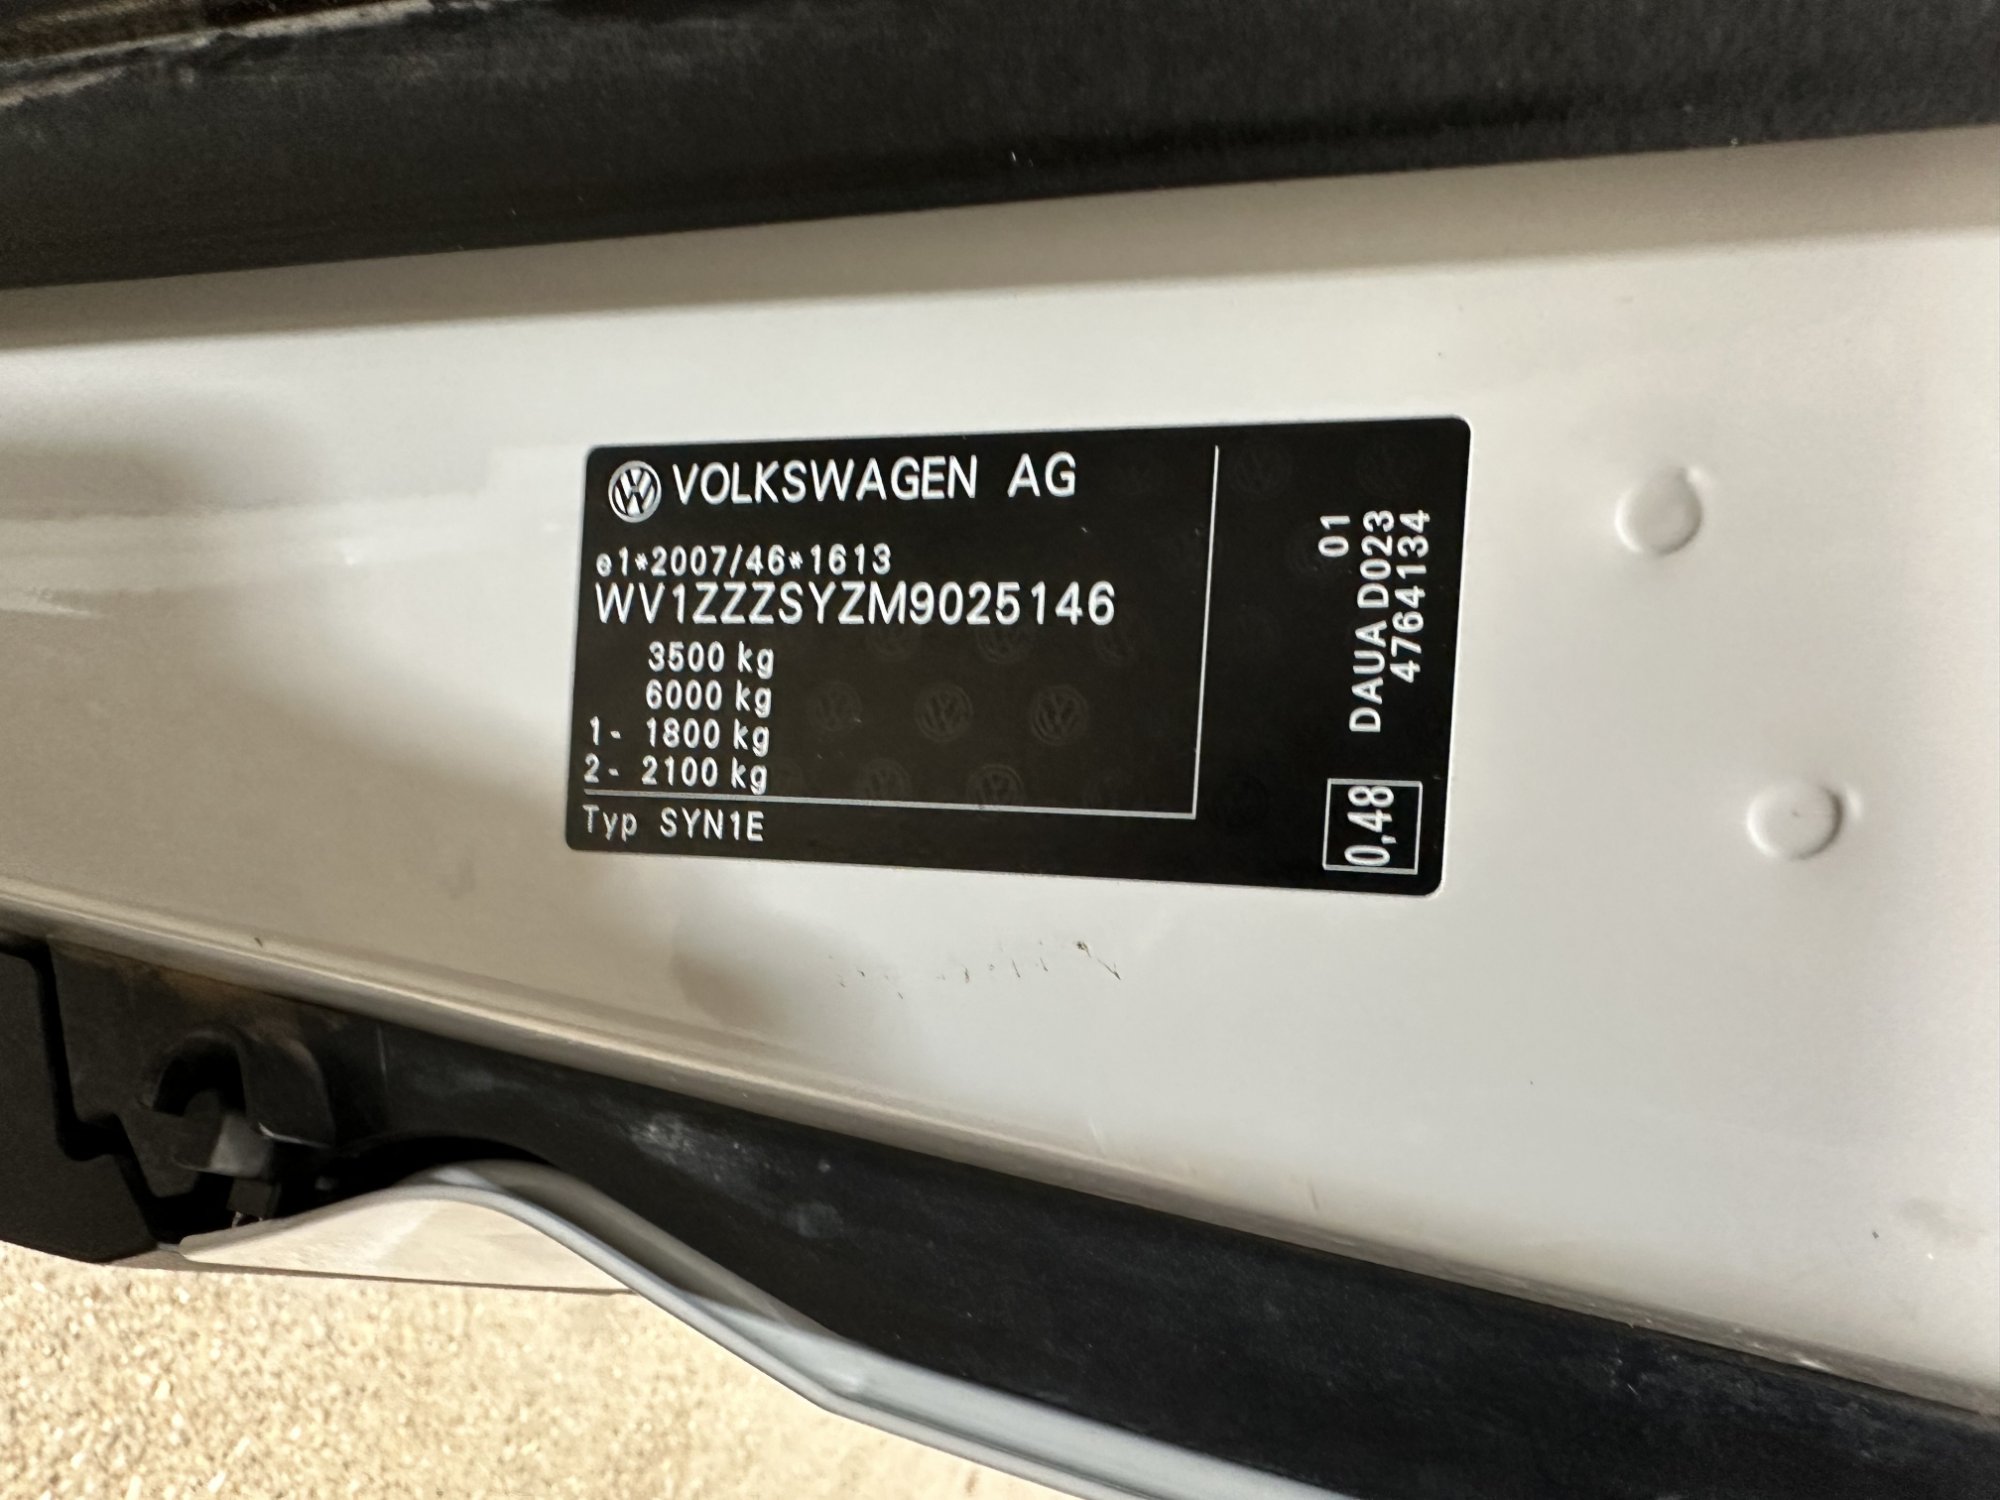 VOLKSWAGEN AG
e1*2007/46*1613
WV1ZZZSYZM9025146
3500 kg
6000 kg
1- 1800 kg
2- 2100 kg
Typ SYN1E
01
DAUA D023
4764134
0,48